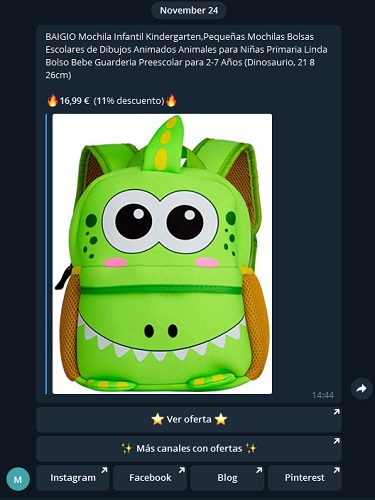 November 24
BAIGIO Mochila Infantil Kindergarten,Pequeñas Mochilas Bolsas
Escolares de Dibujos Animados Animales para Niñas Primaria Linda
Bolso Bebe Guarderia Preescolar para 2-7 Años (Dinosaurio, 21 8
26cm)
🔥16,99 € (11% descuento)🔥
14:44
⭐ Ver oferta ⭐
✨ Más canales con ofertas ✨
M
Instagram Facebook Blog Pinterest